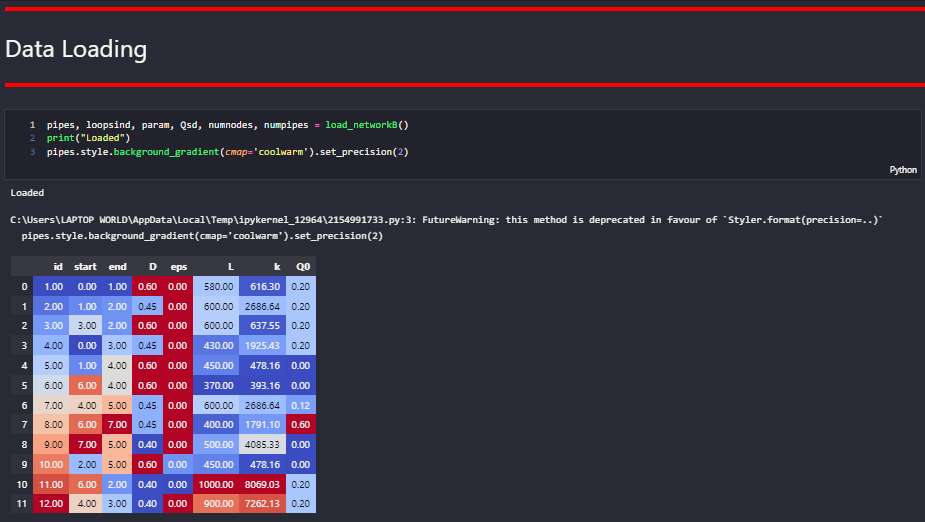 Data Loading
1 pipes, loopsind, param, Qsd, numnodes, numpipes = load_networkB()
2 print("Loaded")
3 pipes.style.background_gradient(cmap='coolwarm').set_precision(2)
Python
Loaded
C:\Users\LAPTOP WORLD\AppData\Local\Temp\ipykernel_12964\2154991733.py:3: FutureWarning: this method is deprecated in favour of `Styler.format(precision=..)`
pipes.style.background_gradient(cmap='coolwarm').set_precision(2)
id start end D eps L k Q0
0 1.00 0.00 1.00 0.60 0.00 580.00 616.30 0.20
1 2.00 1.00 2.00 0.45 0.00 600.00 2686.64 0.20
2 3.00 3.00 2.00 0.60 0.00 600.00 637.55 0.20
3 4.00 0.00 3.00 0.45 0.00 430.00 1925.43 0.20
4 5.00 1.00 4.00 0.60 0.00 450.00 478.16 0.00
5 6.00 6.00 4.00 0.60 0.00 370.00 393.16 0.00
6 7.00 4.00 5.00 0.45 0.00 600.00 2686.64 0.12
7 8.00 6.00 7.00 0.45 0.00 400.00 1791.10 0.60
8 9.00 7.00 5.00 0.40 0.00 500.00 4085.33 0.00
9 10.00 2.00 5.00 0.60 0.00 450.00 478.16 0.00
10 11.00 6.00 2.00 0.40 0.00 1000.00 8069.03 0.20
11 12.00 4.00 3.00 0.40 0.00 900.00 7262.13 0.20